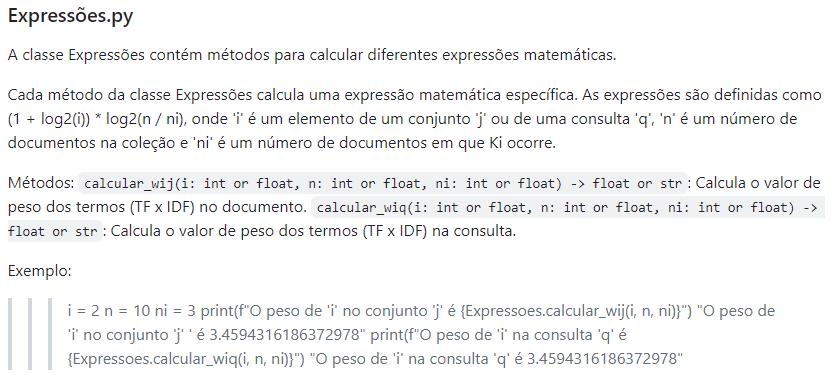 Expressões.py
A classe Expressões contém métodos para calcular diferentes expressões matemáticas.
Cada método da classe Expressões calcula uma expressão matemática específica. As expressões são definidas como
(1 + log2(i)) * log2(n / ni), onde 'i' é um elemento de um conjunto 'j' ou de uma consulta 'q', 'n' é um número de
documentos na coleção e 'ni' é um número de documentos em que Ki ocorre.
Métodos: calcular_wij(i: int or float, n: int or float, ni: int or float) -> float or str: Calcula o valor de
peso dos termos (TF x IDF) no documento. calcular_wiq(i: int or float, n: int or float, ni: int or float) ->
float or str: Calcula o valor de peso dos termos (TF x IDF) na consulta.
Exemplo:
i = 2 n = 10 ni = 3 print(f"O peso de 'i' no conjunto 'j' é {Expressoes.calcular_wij(i, n, ni)}") "O peso de
'i' no conjunto 'j' ' é 3.4594316186372978" print(f"O peso de 'i' na consulta 'q' é
{Expressoes.calcular_wiq(i, n, ni)}") "O peso de 'i' na consulta 'q' é 3.4594316186372978"